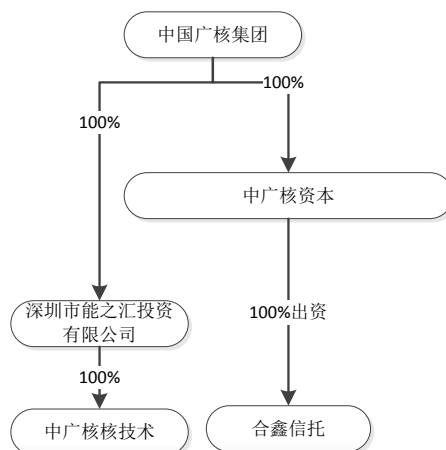 中国广核集团
100%
100%
中广核资本
深圳市能之汇投资
有限公司
100%出资
100%
中广核核技术
合鑫信托